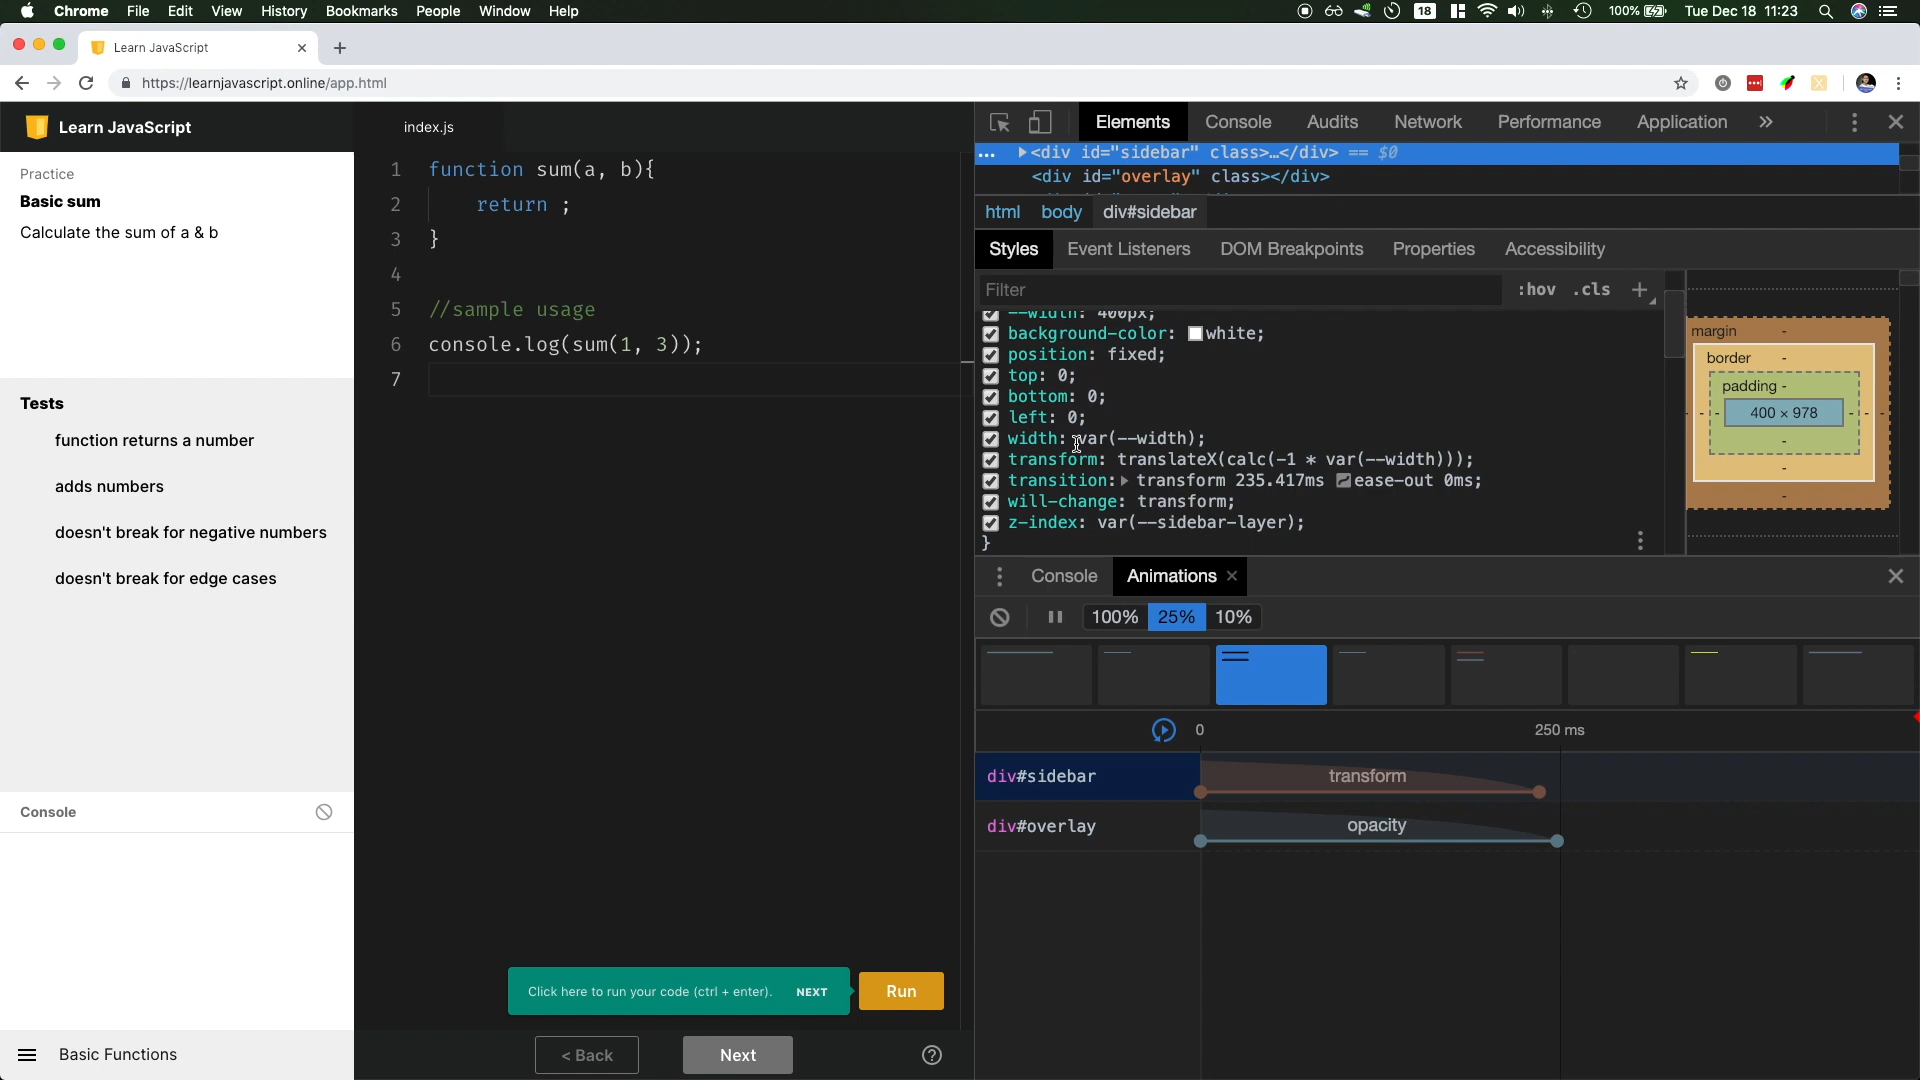 Chrome File Edit View History Bookmarks People Window Help
18 100% Tue Dec 18 11:23
Learn JavaScript
https://learnjavascript.online/app.html
Learn JavaScript
Practice
Basic sum
Calculate the sum of a & b
Tests
function returns a number
adds numbers
doesn't break for negative numbers
doesn't break for edge cases
Console
Basic Functions
index.js
1 function sum(a, b){
2 return ;
3 }
4
5 //sample usage
6 console.log(sum(1, 3));
7
Click here to run your code (ctrl + enter). NEXT
Run
< Back Next ?
Elements Console Audits Network Performance Application »
… <div id="sidebar" class>…</div> == $0
<div id="overlay" class></div>
html body div#sidebar
Styles Event Listeners DOM Breakpoints Properties Accessibility
Filter :hov .cls +
--width: 400px;
background-color: white;
position: fixed;
top: 0;
bottom: 0;
left: 0;
width: var(--width);
transform: translateX(calc(-1 * var(--width)));
transition: transform 235.417ms ease-out 0ms;
will-change: transform;
z-index: var(--sidebar-layer);
}
margin -
border -
padding -
- - - 400 × 978 - - -
-
-
-
Console Animations
100% 25% 10%
0 250 ms
div#sidebar transform
div#overlay opacity